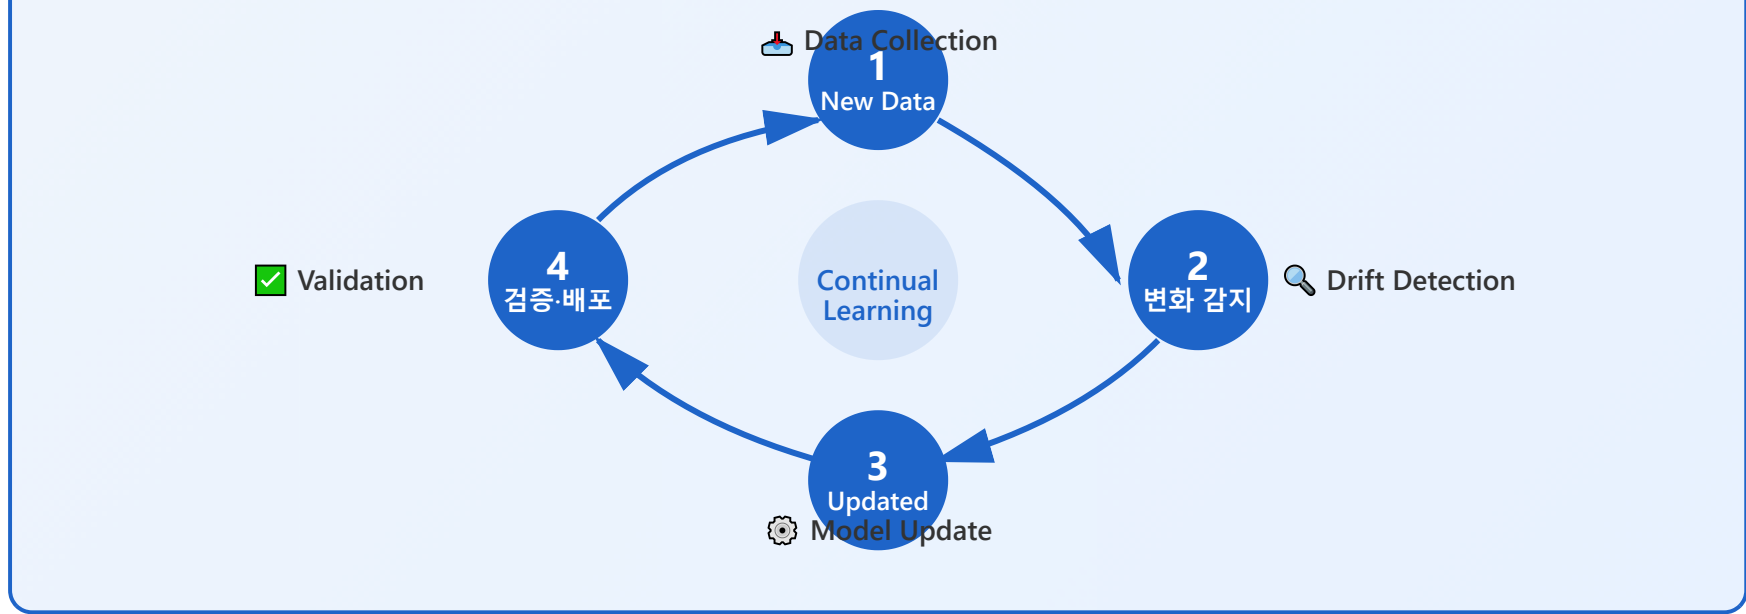 📥 Data Collection
1
New Data
4
검증·배포
✅ Validation
Continual
Learning
2
변화 감지
🔍 Drift Detection
3
Updated
⚙️ Model Update